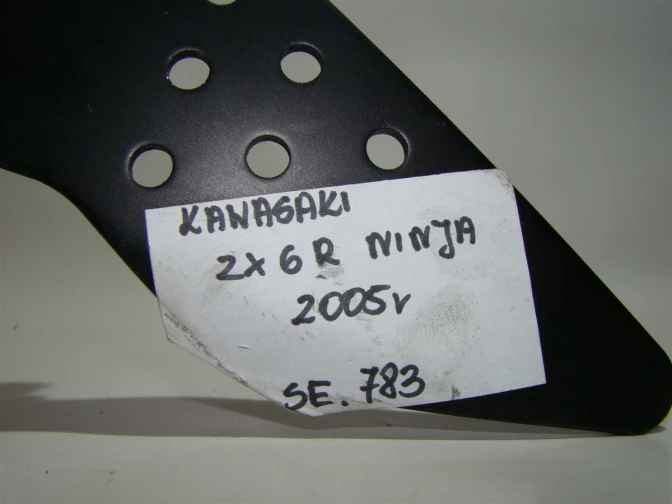 KAWASAKI
ZX 6 R NINJA
2005r
SE. 783